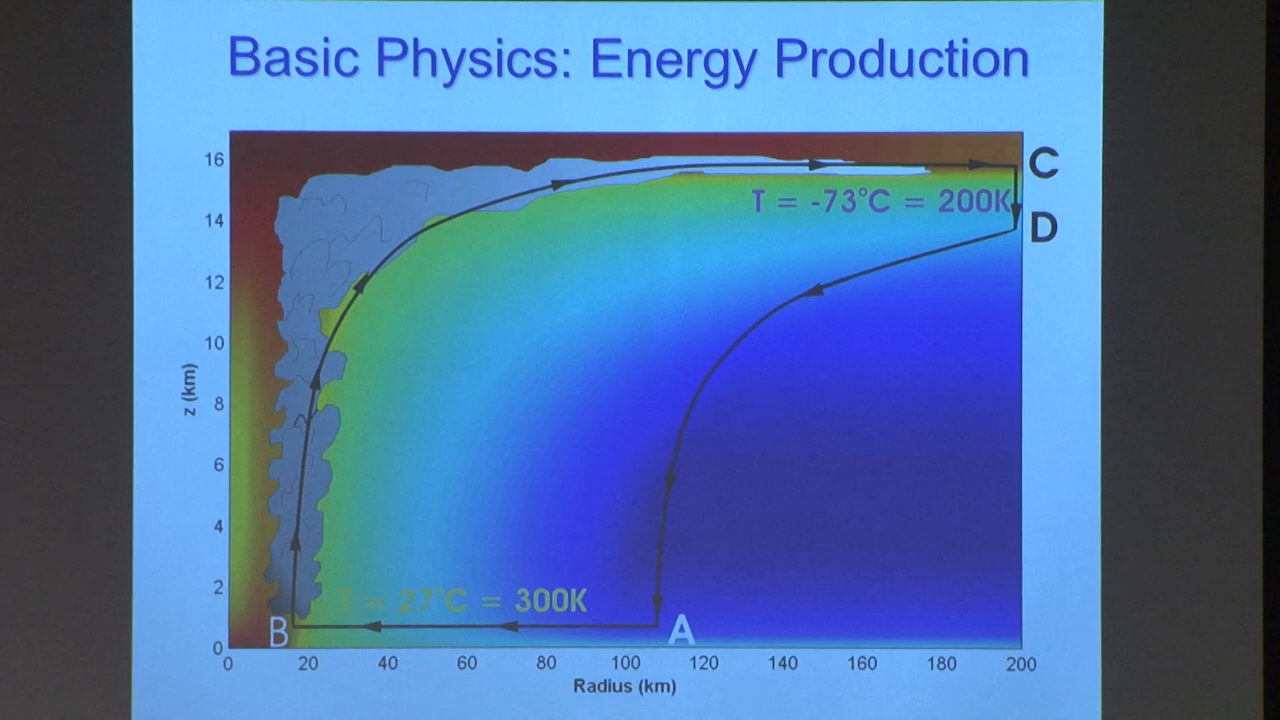 Basic Physics: Energy Production
16
14
12
10
8
6
4
2
0
z (km)
C
T = -73°C = 200K
D
T = 27°C = 300K
B
A
0 20 40 60 80 100 120 140 160 180 200
Radius (km)